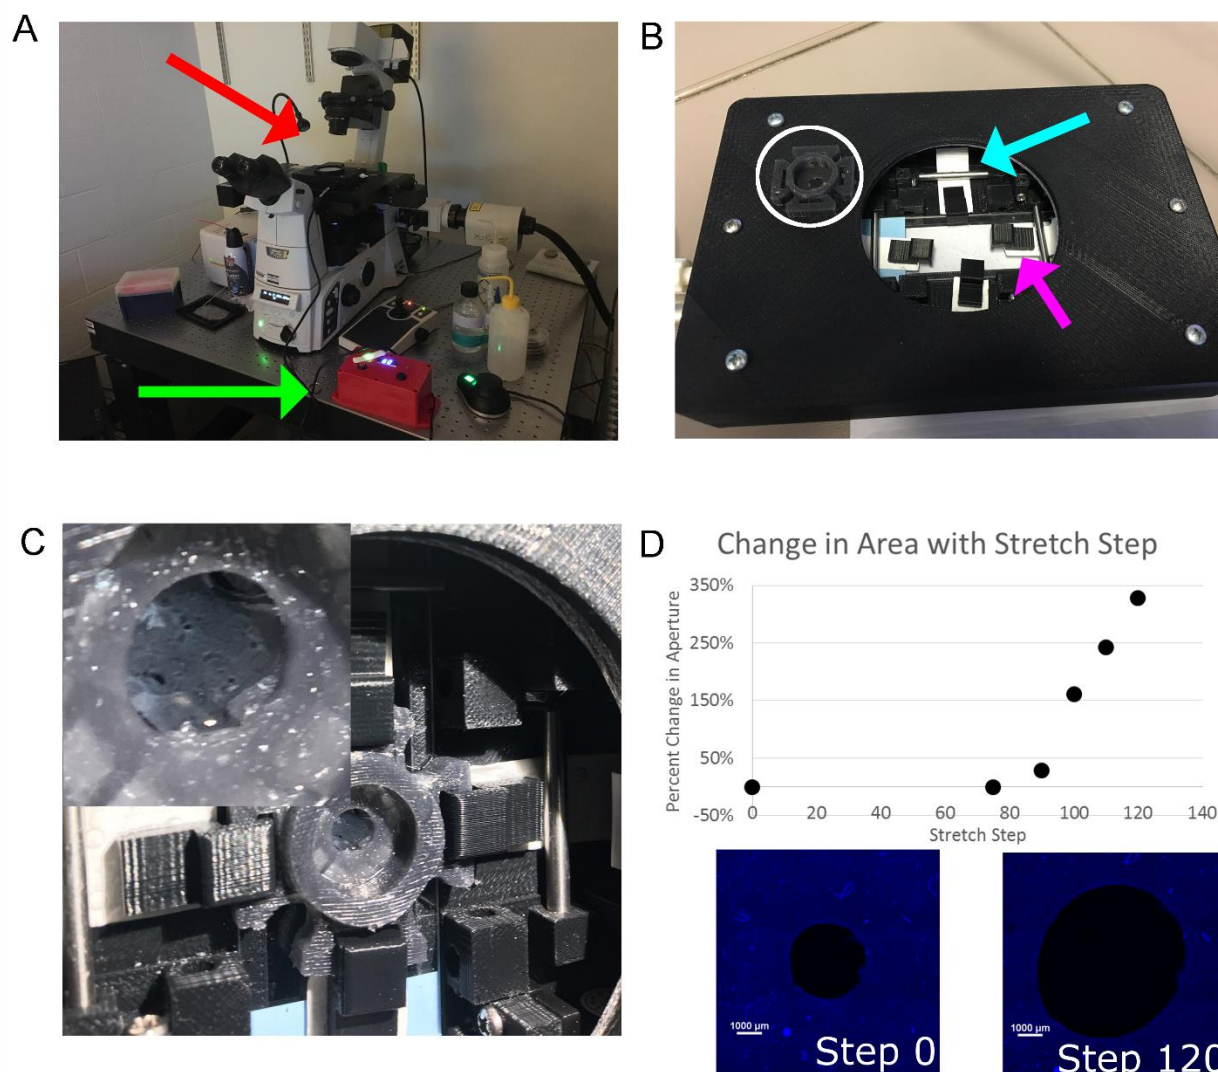 A
B
C
D
Change in Area with Stretch Step
Percent Change in Aperture
350%
250%
150%
50%
-50%
0
20
40
60
80
100
120
140
Stretch Step
1000 µm
Step 0
1000 µm
Step 120